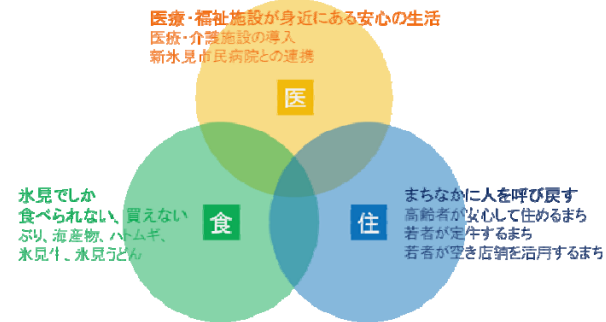 医療・福祉施設が身近にある安心の生活
医療・介護施設の導入
新氷見市民病院との連携
医
氷見でしか
食べられない、買えない
ぶり、海産物、ハトムギ、
氷見牛、氷見うどん
食
住
まちなかに人を呼び戻す
高齢者が安心して住めるまち
若者が定住するまち
若者が空き店舗を活用するまち